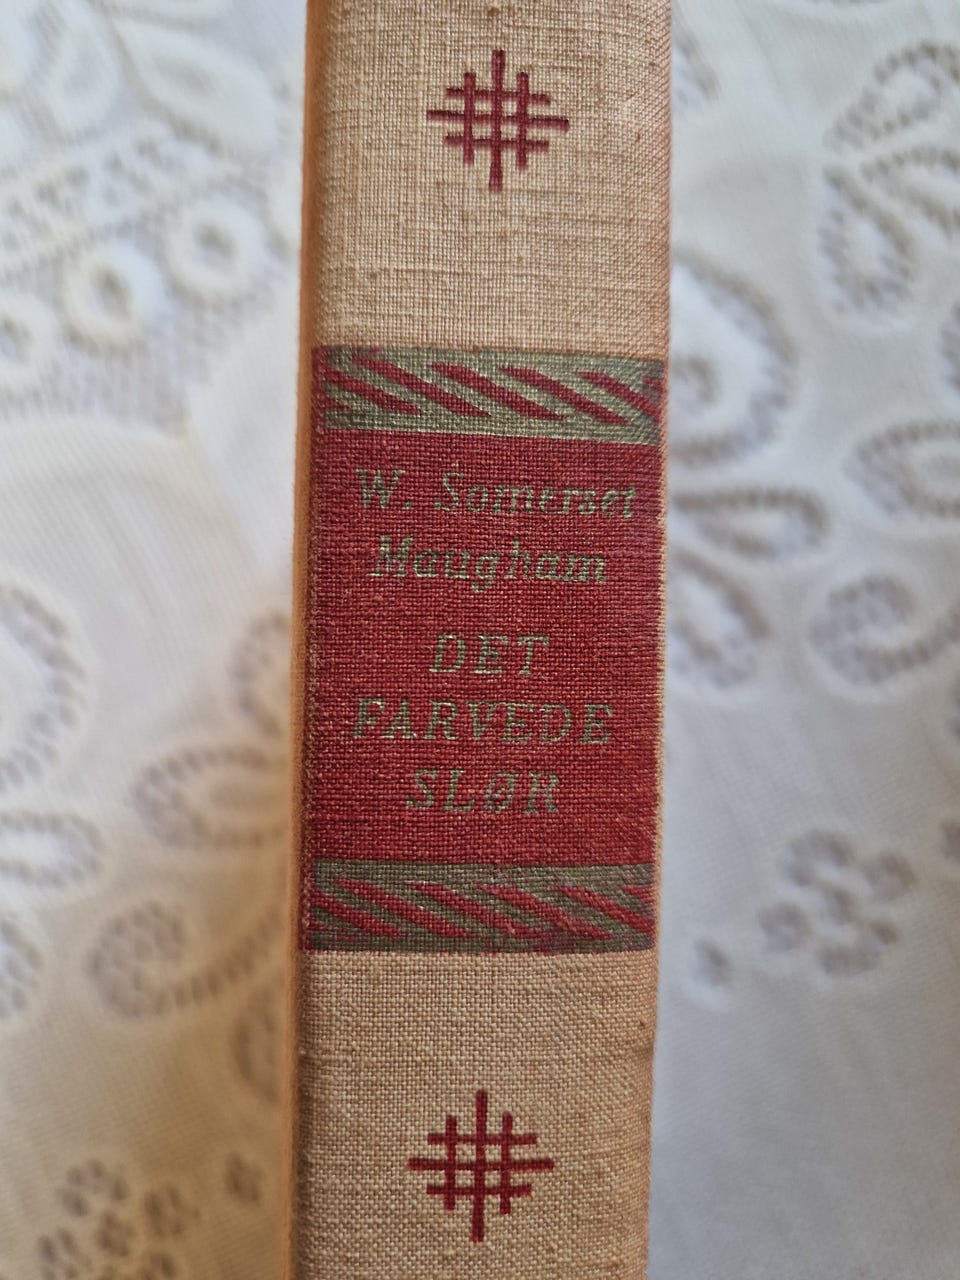 W. Somerset
Maugham
DET
FARVEDE
SLØR